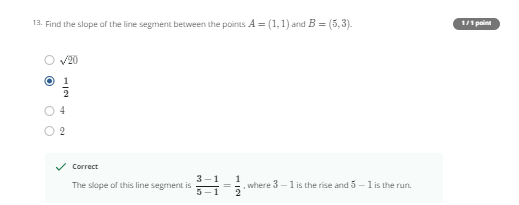 13. Find the slope of the line segment between the points A = (1, 1) and B = (5, 3).
1 / 1 point
√20
1/2
4
2
Correct
The slope of this line segment is (3 − 1)/(5 − 1) = 1/2, where 3 − 1 is the rise and 5 − 1 is the run.